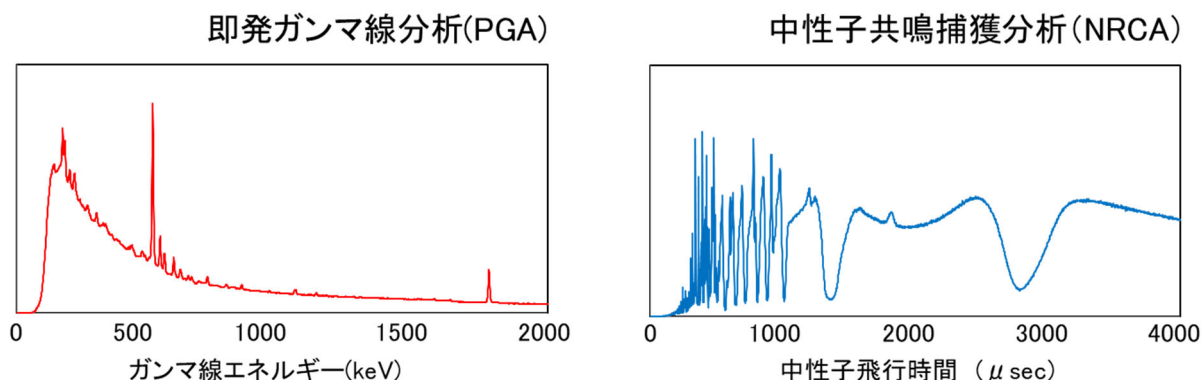 即発ガンマ線分析(PGA)
0 500 1000 1500 2000
ガンマ線エネルギー(keV)
中性子共鳴捕獲分析(NRCA)
0 1000 2000 3000 4000
中性子飛行時間 (μsec)